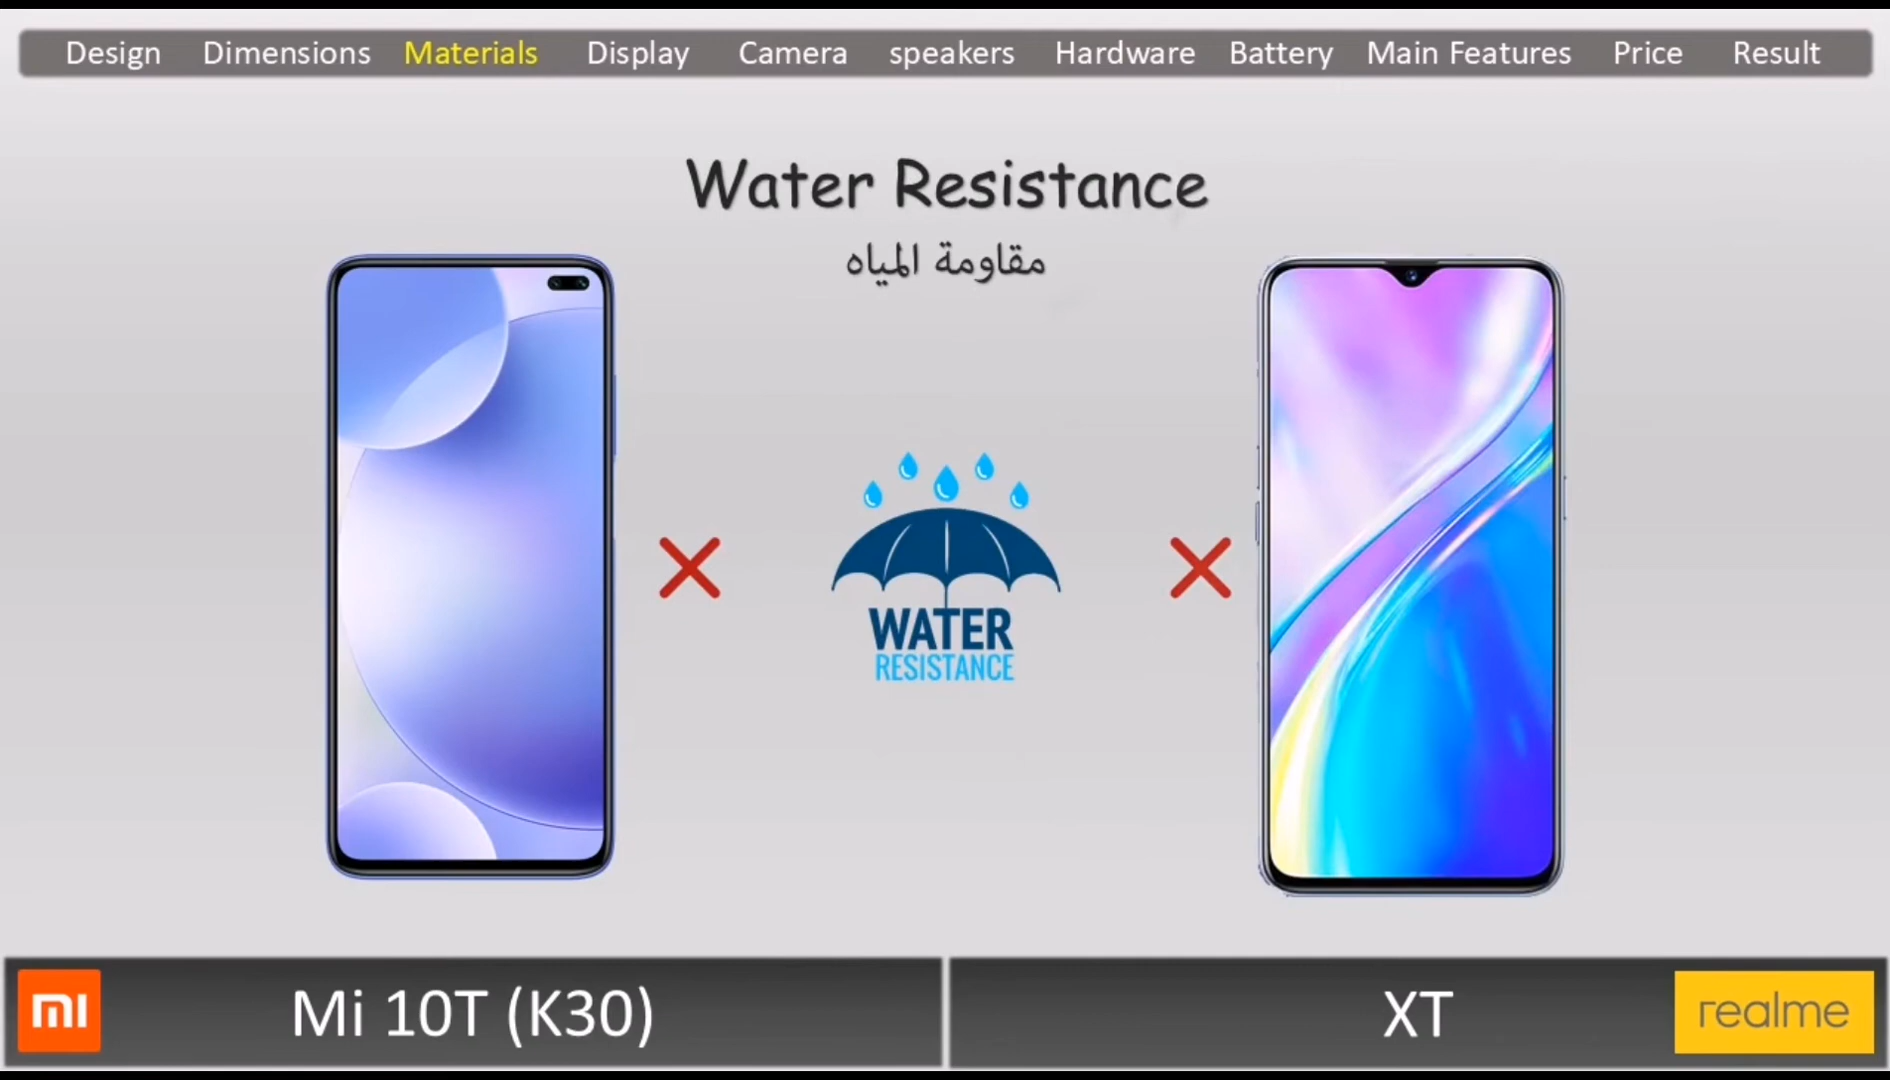 Design Dimensions Materials Display Camera speakers Hardware Battery Main Features Price Result
Water Resistance
مقاومة المياه
WATER
RESISTANCE
mi Mi 10T (K30)
XT realme